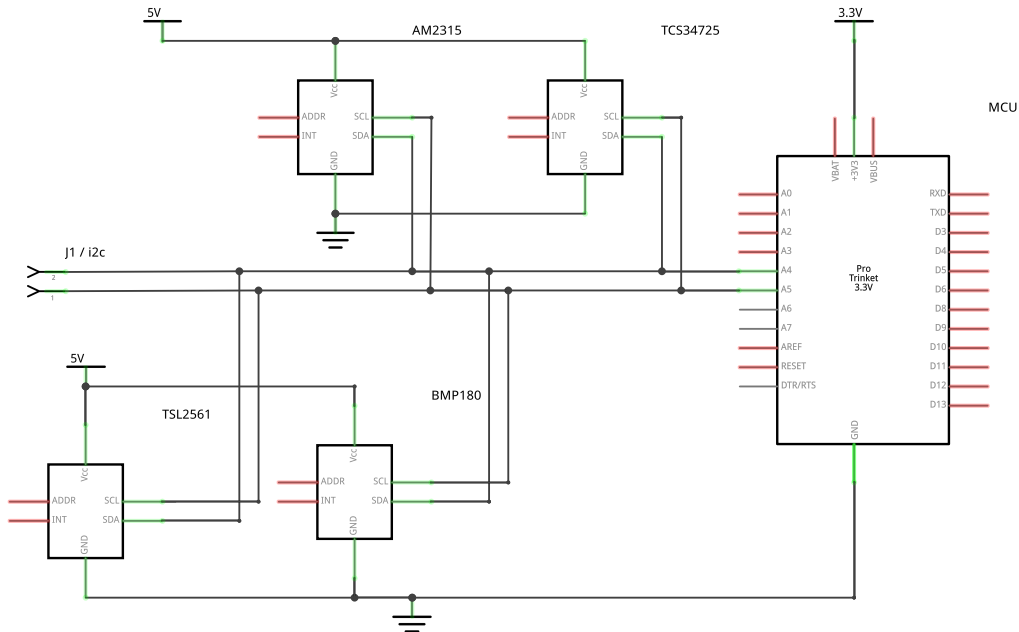 5V
3.3V
AM2315
TCS34725
MCU
Vcc
ADDR
INT
SCL
SDA
GND
Vcc
ADDR
INT
SCL
SDA
GND
VBAT
+3V3
VBUS
A0
A1
A2
A3
A4
A5
A6
A7
AREF
RESET
DTR/RTS
Pro
Trinket
3.3V
RXD
TXD
D3
D4
D5
D6
D8
D9
D10
D11
D12
D13
GND
J1 / i2c
2
1
5V
TSL2561
BMP180
Vcc
ADDR
INT
SCL
SDA
GND
Vcc
ADDR
INT
SCL
SDA
GND